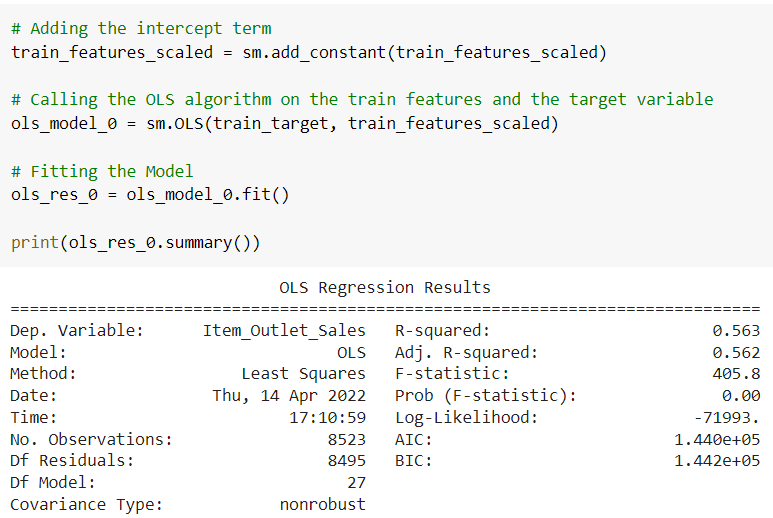 # Adding the intercept term
train_features_scaled = sm.add_constant(train_features_scaled)
# Calling the OLS algorithm on the train features and the target variable
ols_model_0 = sm.OLS(train_target, train_features_scaled)
# Fitting the Model
ols_res_0 = ols_model_0.fit()
print(ols_res_0.summary())
OLS Regression Results
==============================================================================
Dep. Variable: Item_Outlet_Sales R-squared: 0.563
Model: OLS Adj. R-squared: 0.562
Method: Least Squares F-statistic: 405.8
Date: Thu, 14 Apr 2022 Prob (F-statistic): 0.00
Time: 17:10:59 Log-Likelihood: -71993.
No. Observations: 8523 AIC: 1.440e+05
Df Residuals: 8495 BIC: 1.442e+05
Df Model: 27
Covariance Type: nonrobust